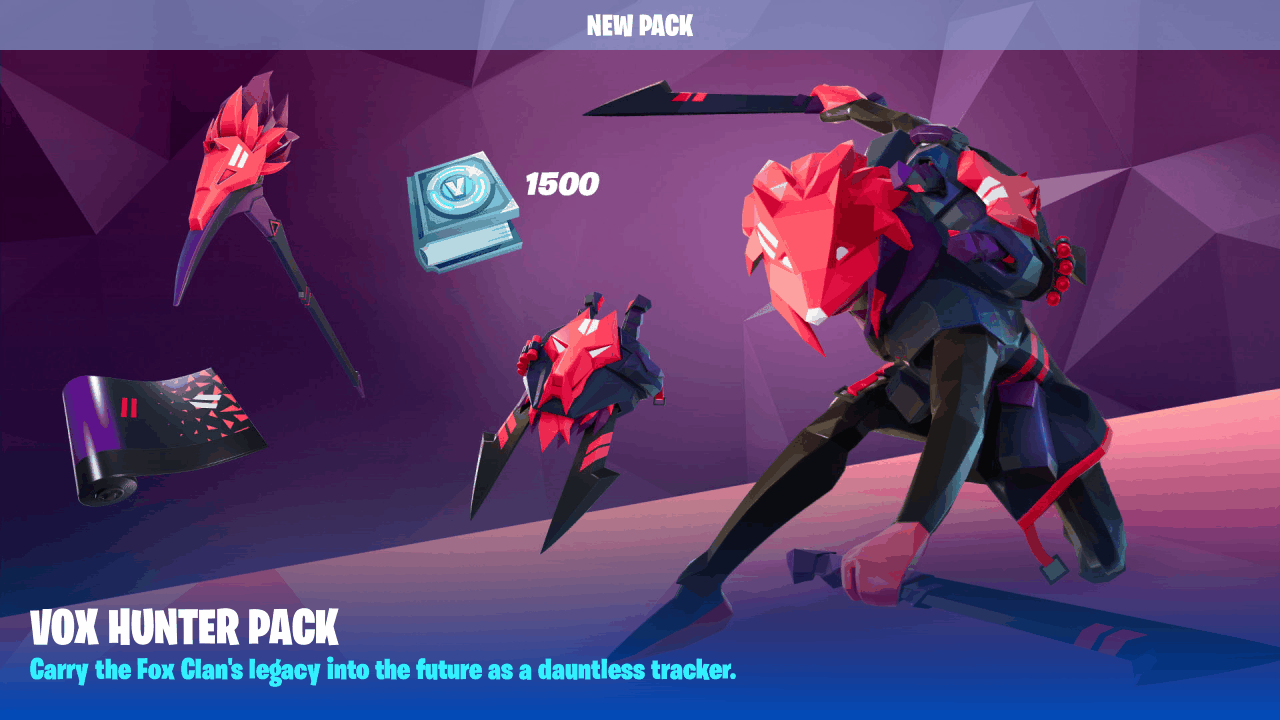 NEW PACK
V
1500
VOX HUNTER PACK
Carry the Fox Clan's legacy into the future as a dauntless tracker.